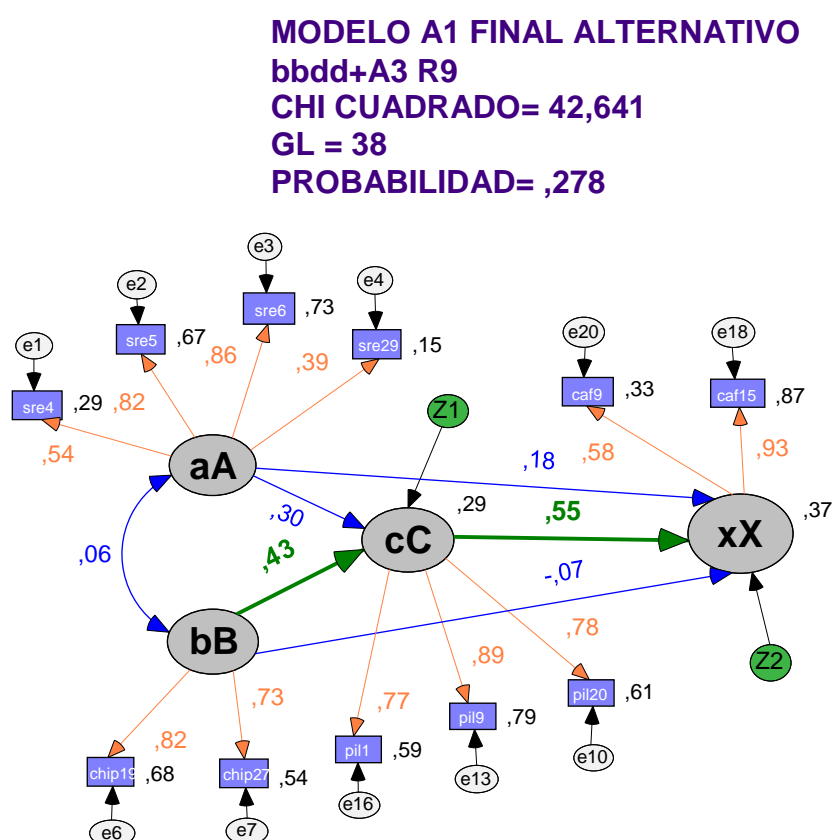 MODELO A1 FINAL ALTERNATIVO
bbdd+A3 R9
CHI CUADRADO= 42,641
GL = 38
PROBABILIDAD= ,278
e3
e2
e4
sre6 ,73
e20
e18
sre5 ,67
e1
,86
sre29 ,15
,39
caf9 ,33
caf15 ,87
sre4 ,29 ,82
Z1
,54
,58
,93
aA
,18
,30
,29
,55
,37
cC
xX
,43
,06
-,07
bB
,78
,89
Z2
,73
,77
pil20 ,61
,82
pil9 ,79
pil1 ,59
chip19 ,68
chip27 ,54
e10
e13
e16
e6
e7